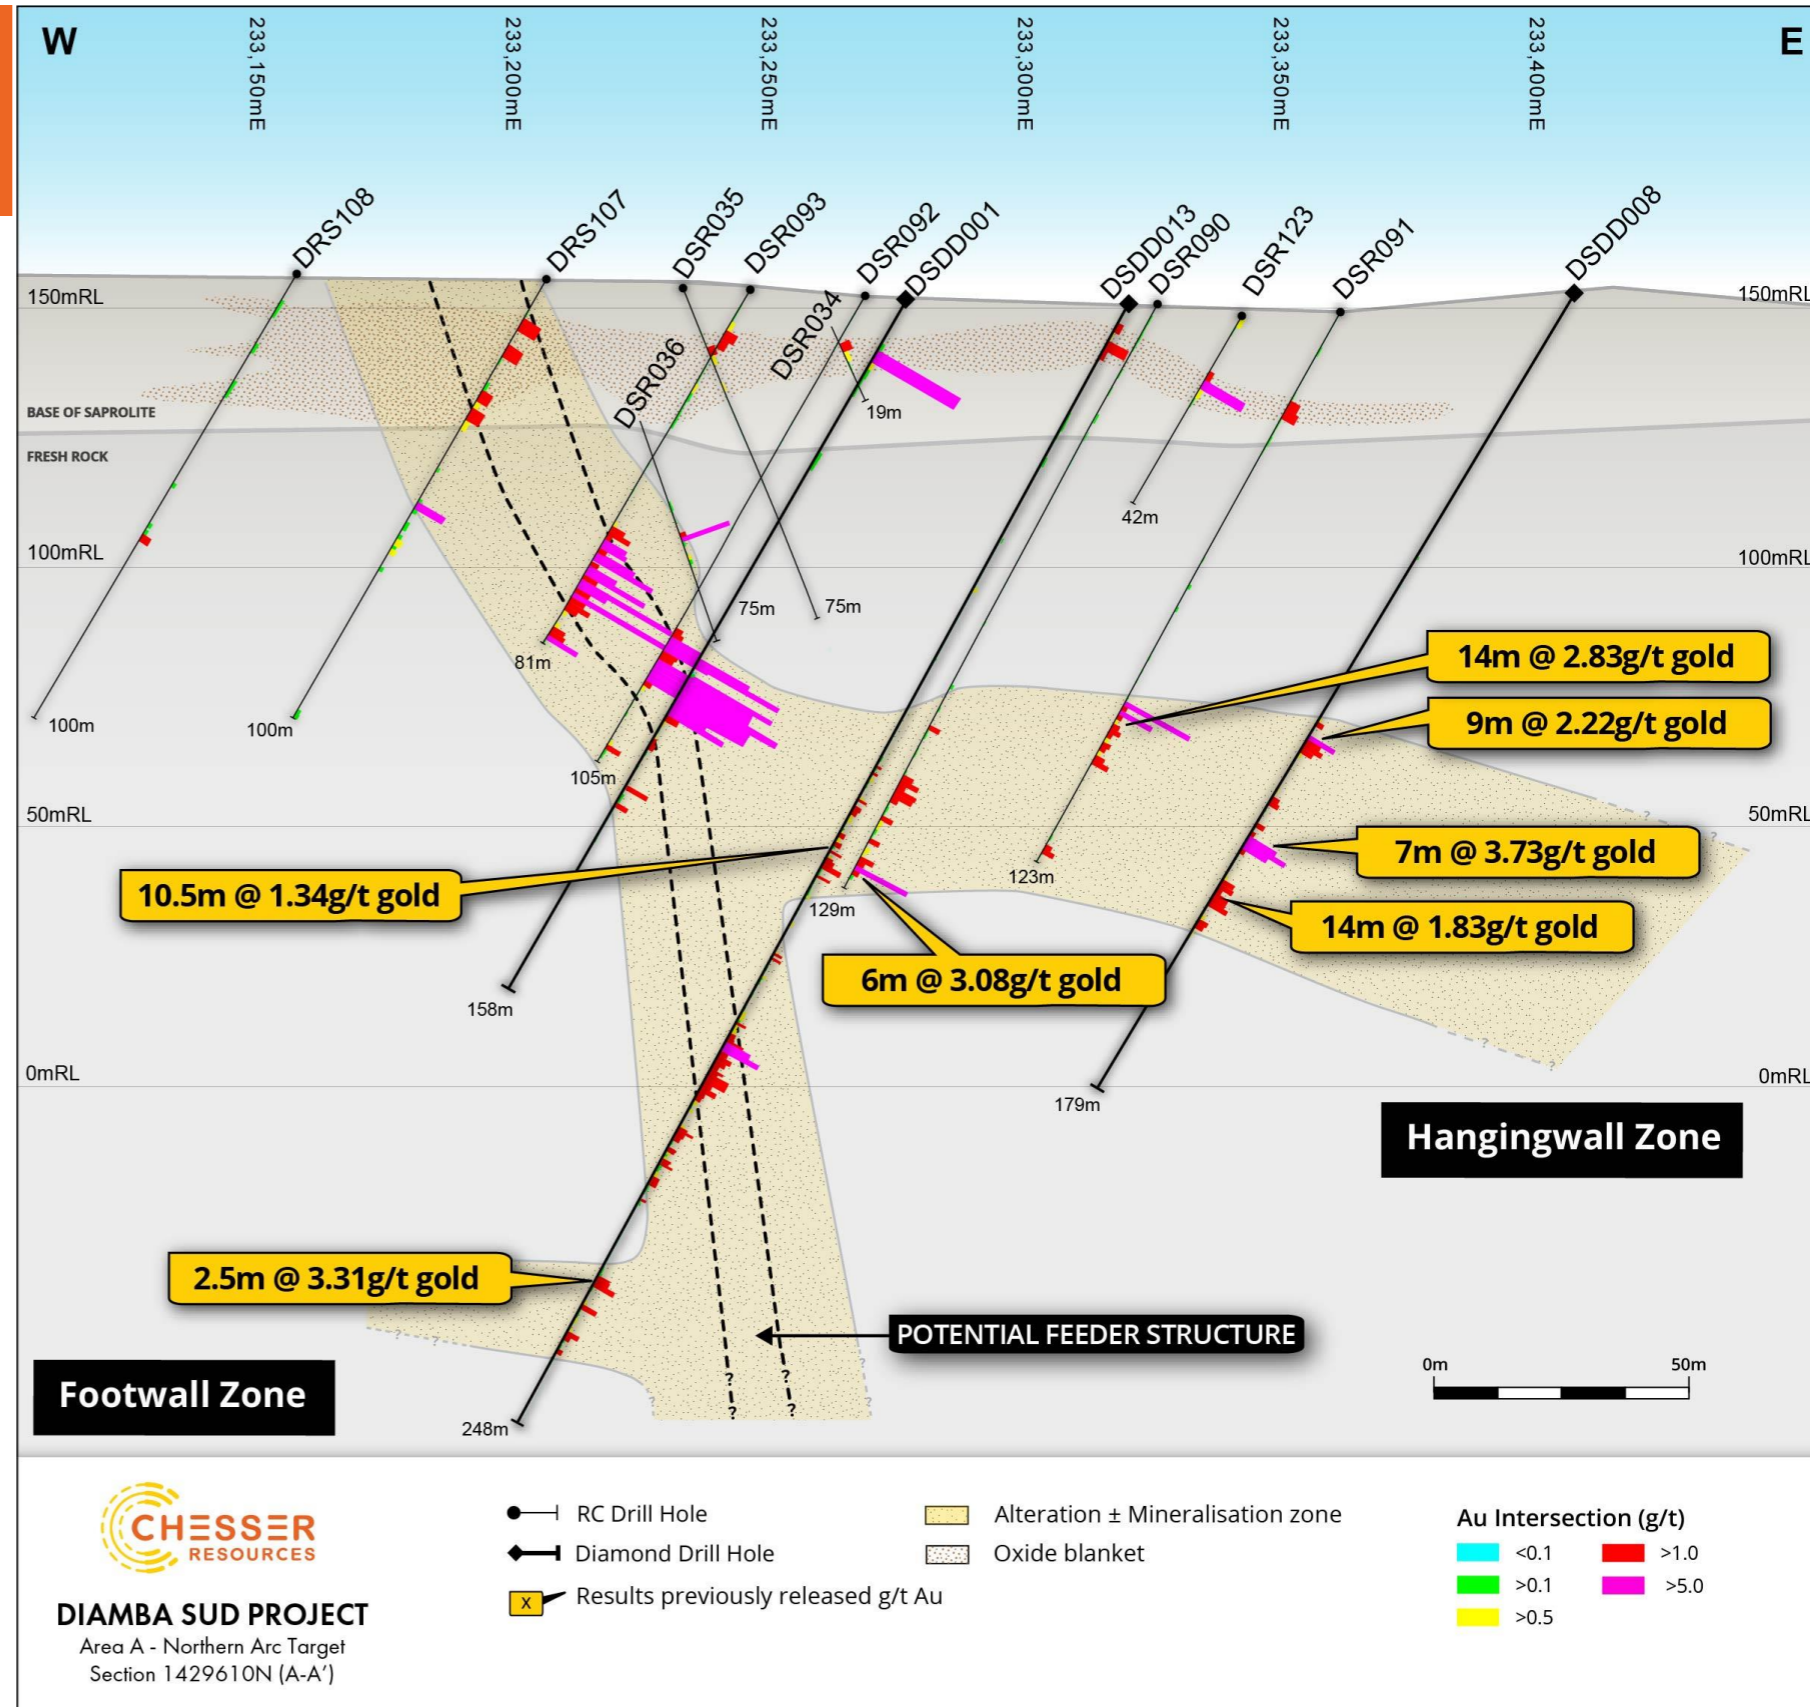 W
E
233,150mE
233,200mE
233,250mE
233,300mE
233,350mE
233,400mE
DRS108
DRS107
DSR035
DSR093
DSR092
DSDD001
DSDD013
DSR090
DSR123
DSR091
DSDD008
DSR034
DSR036
150mRL
150mRL
BASE OF SAPROLITE
FRESH ROCK
19m
42m
100mRL
100mRL
75m
75m
81m
100m
100m
105m
14m @ 2.83g/t gold
9m @ 2.22g/t gold
50mRL
50mRL
7m @ 3.73g/t gold
123m
10.5m @ 1.34g/t gold
129m
14m @ 1.83g/t gold
6m @ 3.08g/t gold
158m
0mRL
0mRL
179m
Hangingwall Zone
2.5m @ 3.31g/t gold
POTENTIAL FEEDER STRUCTURE
? ? ? ? ? ? ? ? ? ? ? ? ?
Footwall Zone
248m
0m
50m
CHESSER
RESOURCES
DIAMBA SUD PROJECT
Area A - Northern Arc Target
Section 1429610N (A-A’)
RC Drill Hole
Diamond Drill Hole
X
Results previously released g/t Au
Alteration ± Mineralisation zone
Oxide blanket
Au Intersection (g/t)
<0.1
>0.1
>0.5
>1.0
>5.0